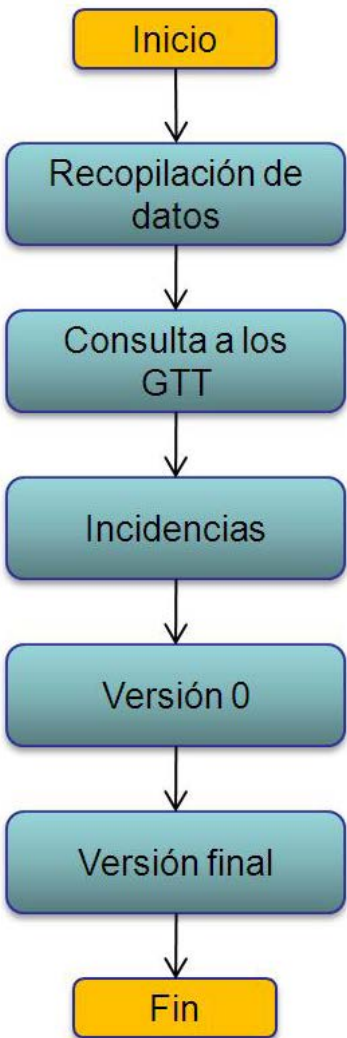 Inicio
Recopilación de
datos
Consulta a los
GTT
Incidencias
Versión 0
Versión final
Fin